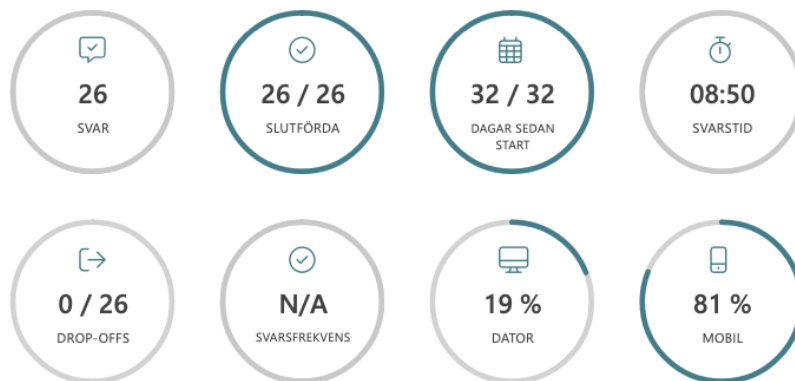 26
SVAR
26 / 26
SLUTFÖRDA
32 / 32
DAGAR SEDAN
START
08:50
SVARSTID
0 / 26
DROP-OFFS
N/A
SVARSFREKVENS
19 %
DATOR
81 %
MOBIL